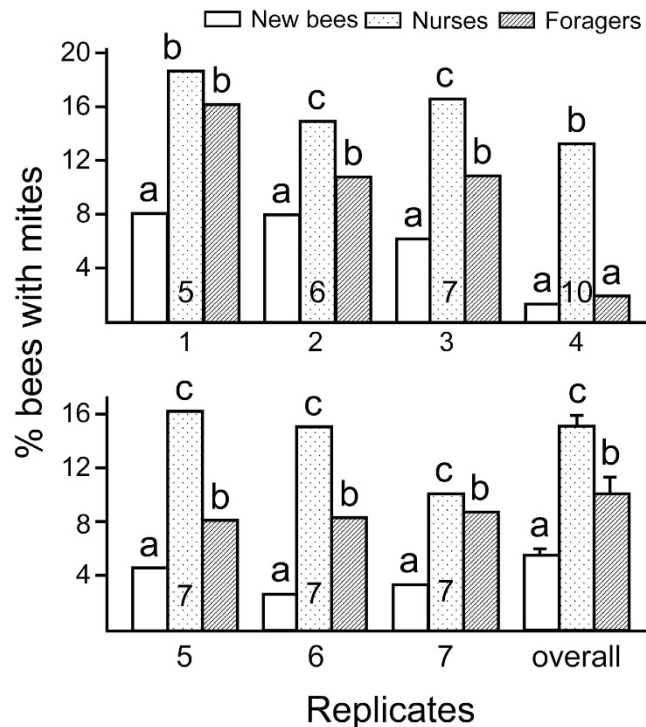 New bees Nurses Foragers
20
16
12
8
4
a b b
a c b
a c b
a b a
5 6 7 10
1 2 3 4
% bees with mites
16
12
8
4
a c b
a c b
a c b
a c b
7 7 7
5 6 7 overall
Replicates